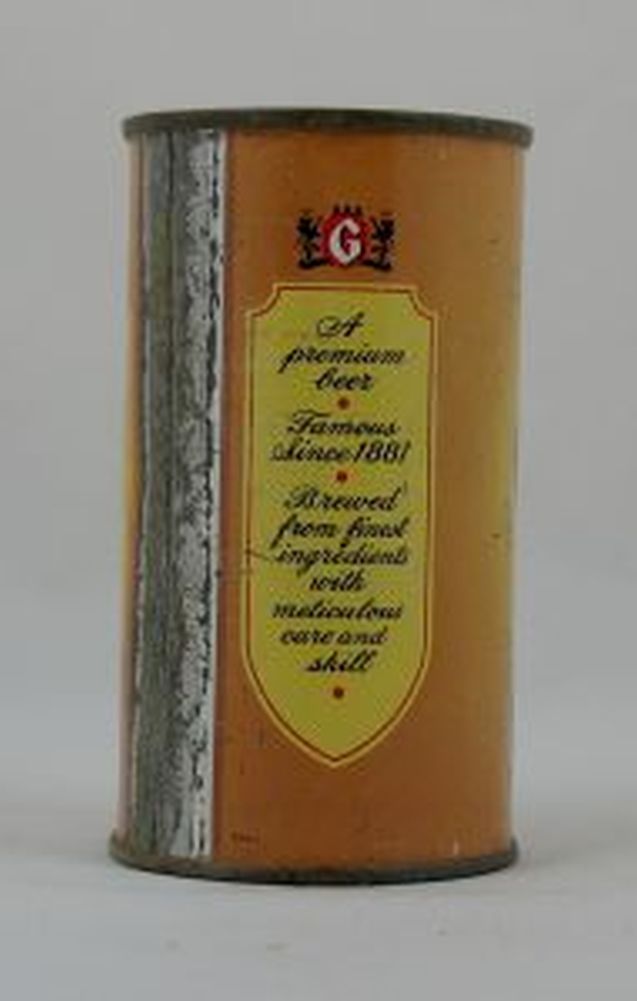 G
A
premium
beer
Famous
Since 1881
Brewed
from finest
ingredients
with
meticulous
care and
skill